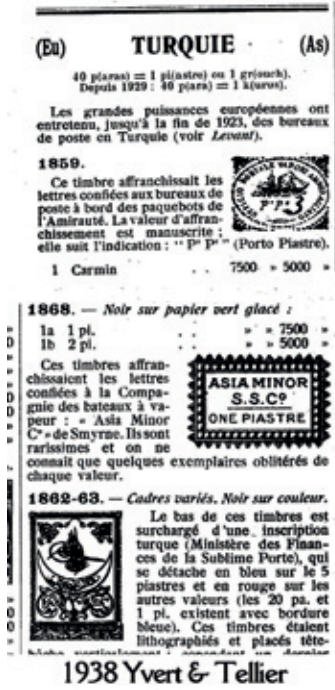 (Eu) TURQUIE (As)
40 p(aras) = 1 pi(astre) ou 1 gr(ouch).
Depuis 1929 : 40 p(ara) = 1 k(urus).
Les grandes puissances européennes ont
entretenu, jusqu'à la fin de 1923, des bureaux
de poste en Turquie (voir Levant).
1859.
Ce timbre affranchissait les
lettres confiées aux bureaux de
poste à bord des paquebots de
l'Amirauté. La valeur d'affran-
chissement est manuscrite ;
elle suit l'indication : " Pº Pº " (Porto Piastre).
1 Carmin . . 7500 » 5000 »
1868. — Noir sur papier vert glacé :
1a 1 pi. . . » » 7500 »
1b 2 pi. . . » » 5000 »
Ces timbres affran-
chissaient les lettres
confiées à la Compa-
gnie des bateaux à va-
peur : « Asia Minor
Cº » de Smyrne. Ils sont
rarissimes et on ne
connait que quelques exemplaires oblitérés de
chaque valeur.
ASIA MINOR
S.S.Cº
ONE PIASTRE
1862-63. — Cadres variés. Noir sur couleur.
Le bas de ces timbres est
surchargé d'une inscription
turque (Ministère des Finan-
ces de la Sublime Porte), qui
se détache en bleu sur le 5
piastres et en rouge sur les
autres valeurs (les 20 pa. et
1 pi. existent avec bordure
bleue). Ces timbres étaient
lithographiés et placés tête-
1938 Yvert & Tellier